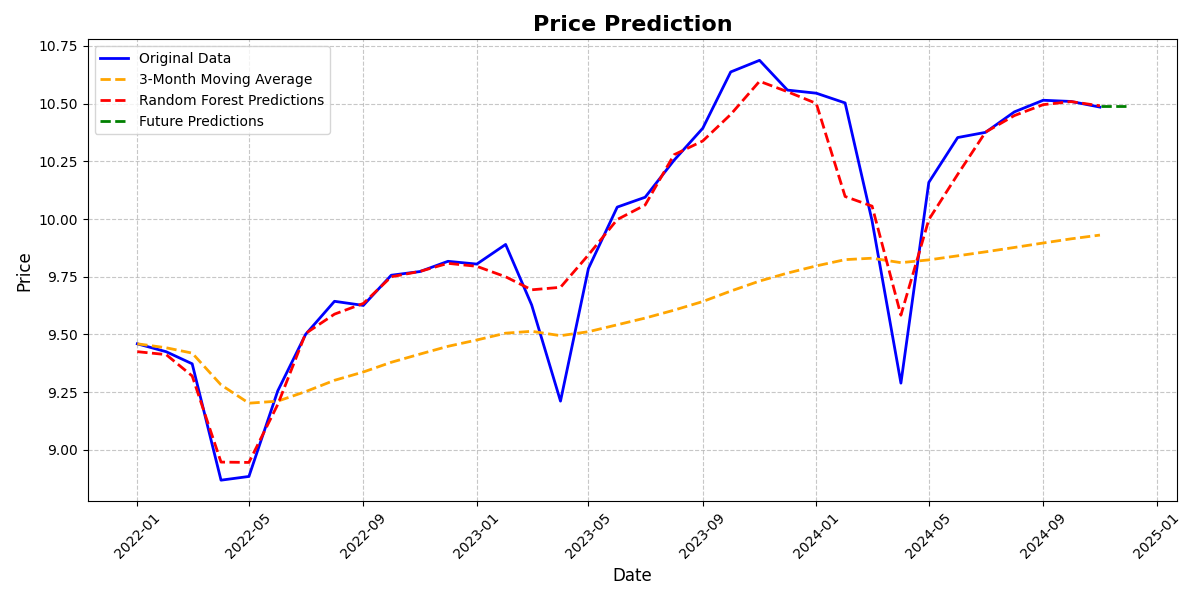 Price Prediction
Original Data
3-Month Moving Average
Random Forest Predictions
Future Predictions
Price
10.75
10.50
10.25
10.00
9.75
9.50
9.25
9.00
2022-01
2022-05
2022-09
2023-01
2023-05
2023-09
2024-01
2024-05
2024-09
2025-01
Date